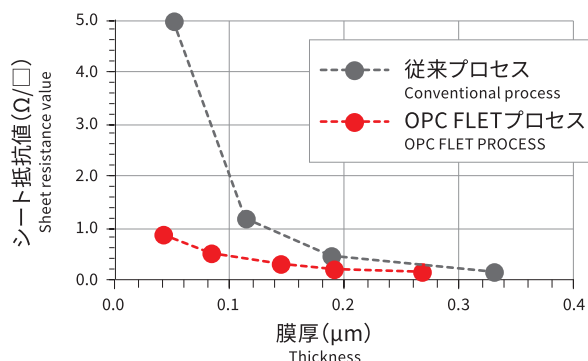 5.0
4.0
3.0
2.0
1.0
0.0
シート抵抗値(Ω/□)
Sheet resistance value
従来プロセス
Conventional process
OPC FLETプロセス
OPC FLET PROCESS
0.0 0.1 0.2 0.3 0.4
膜厚(μm)
Thickness